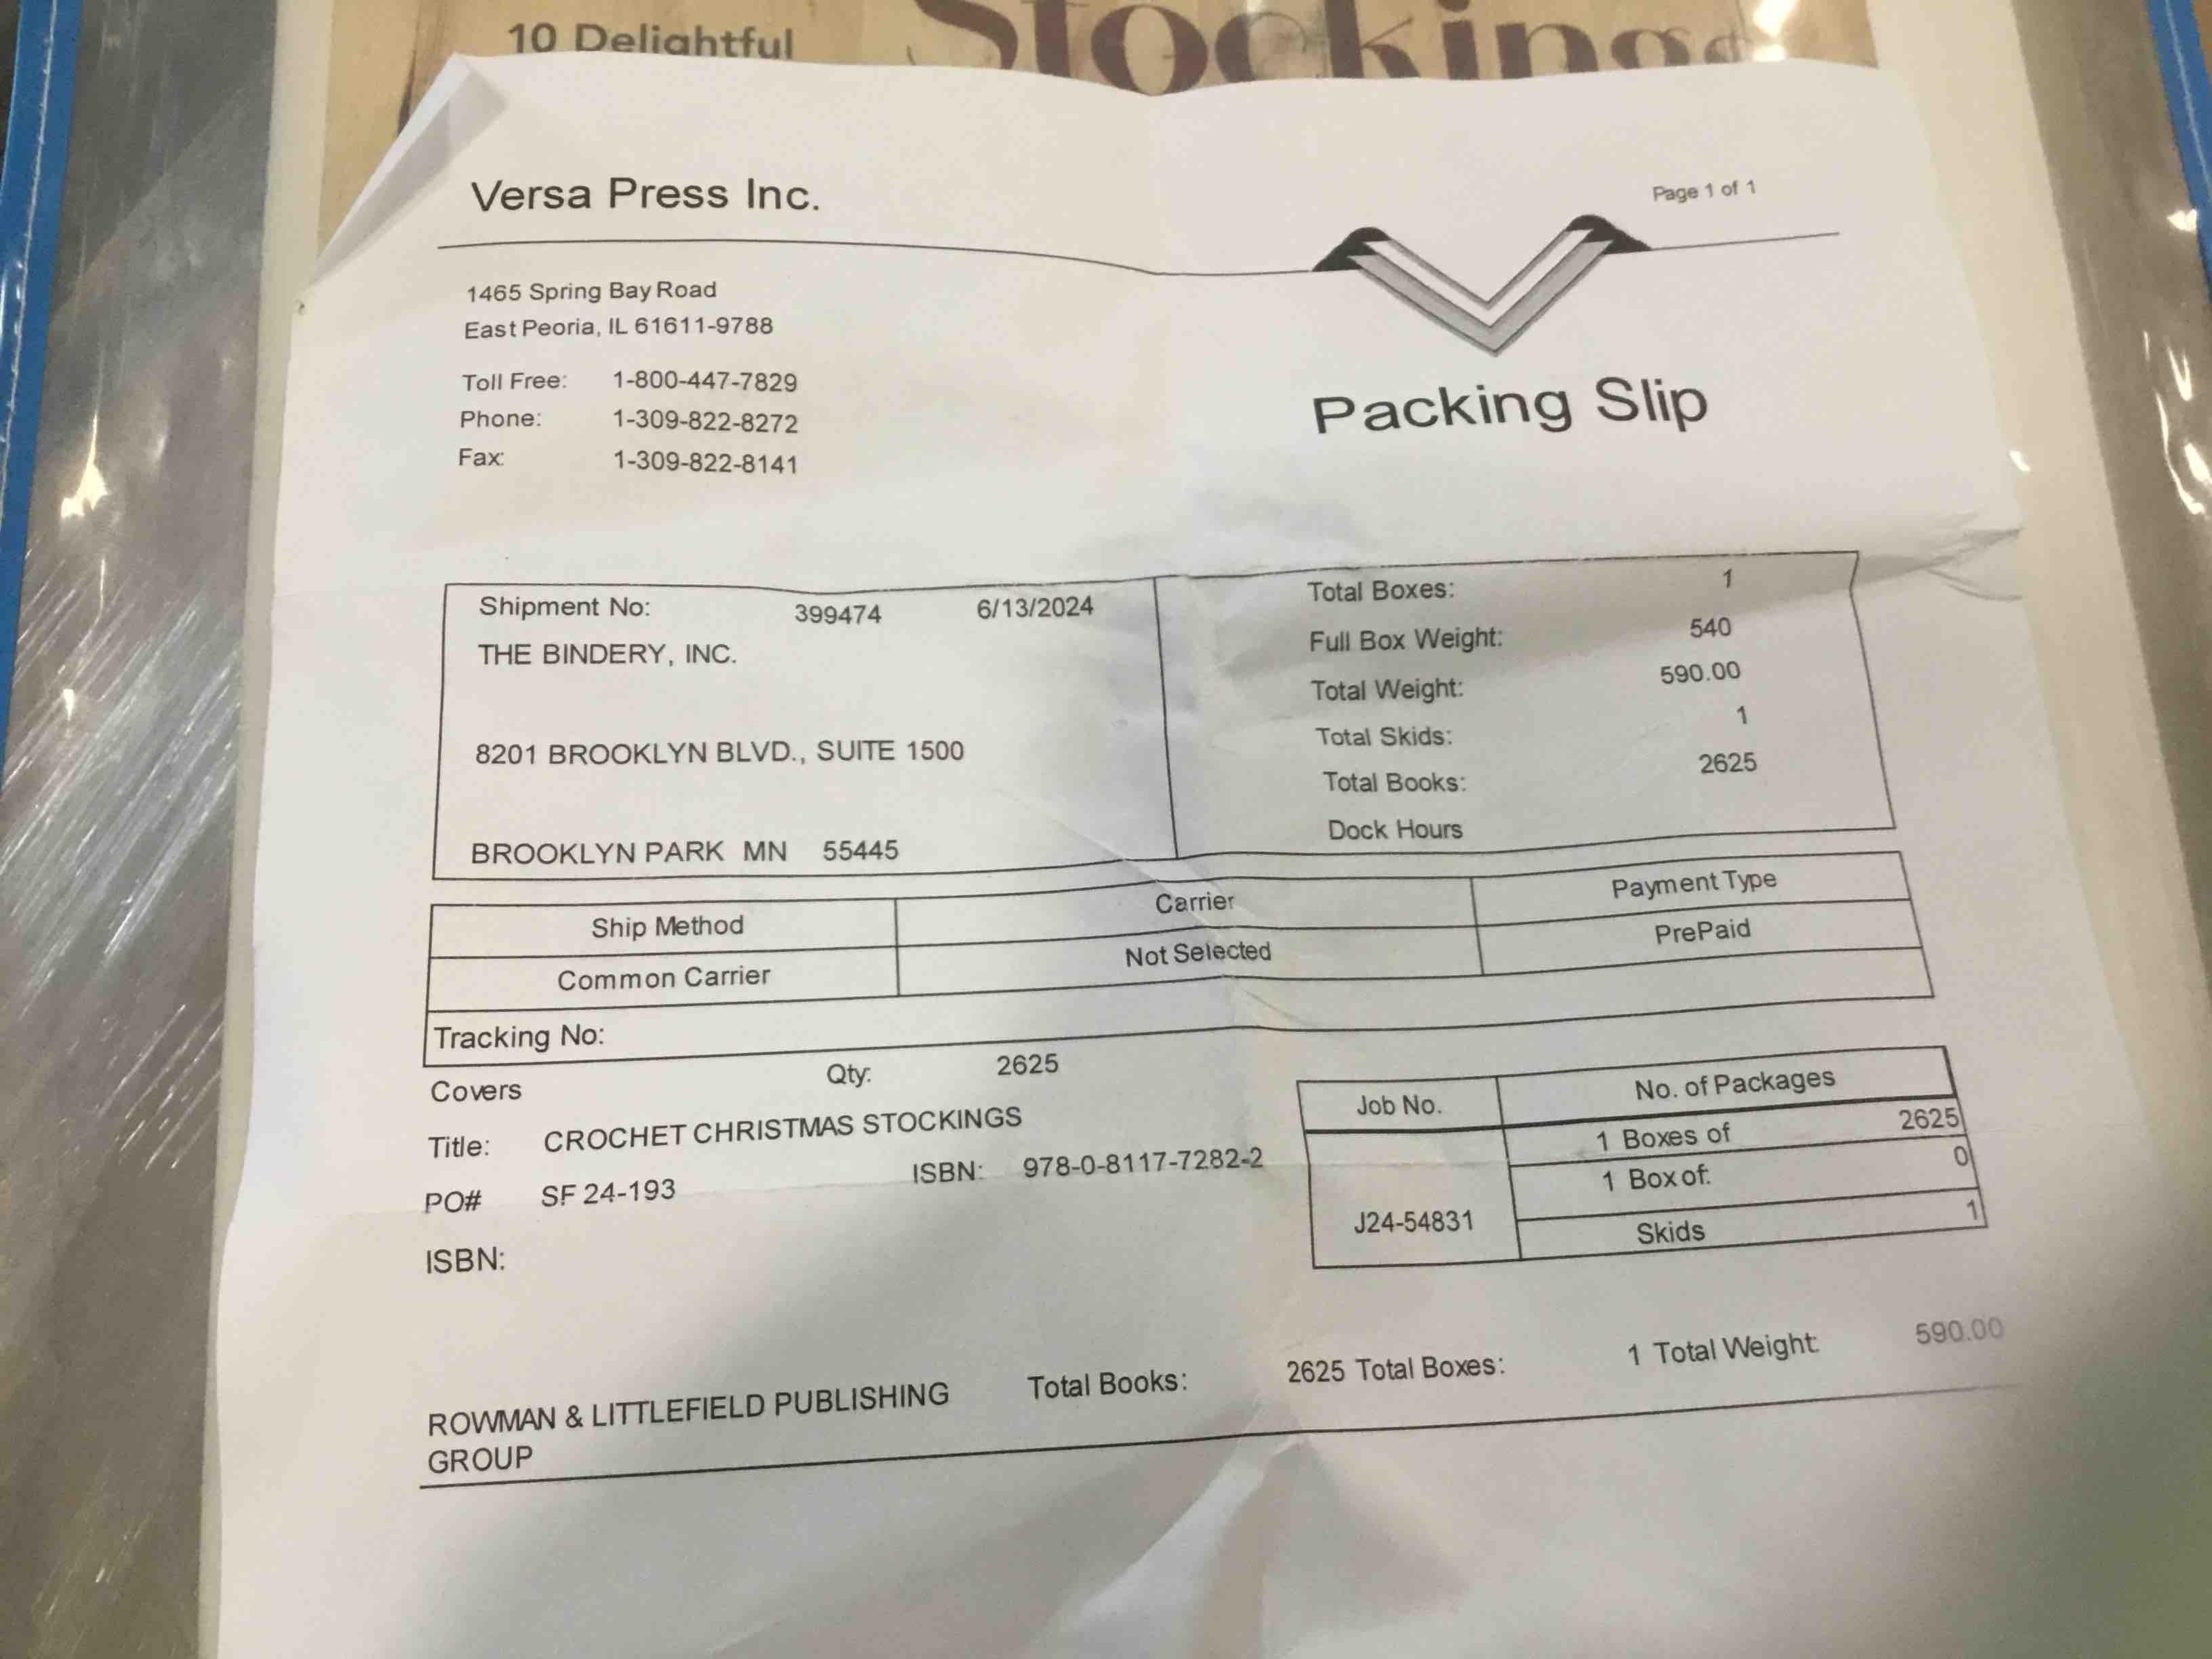 10 Delightful Stockings
Versa Press Inc.
Page 1 of 1
1465 Spring Bay Road
East Peoria, IL 61611-9788
Toll Free: 1-800-447-7829
Phone: 1-309-822-8272
Fax: 1-309-822-8141
Packing Slip
Shipment No: 399474 6/13/2024
THE BINDERY, INC.
8201 BROOKLYN BLVD., SUITE 1500
BROOKLYN PARK MN 55445
Total Boxes: 1
Full Box Weight: 540
Total Weight: 590.00
Total Skids: 1
Total Books: 2625
Dock Hours
Ship Method Carrier Payment Type
Common Carrier Not Selected PrePaid
Tracking No:
Covers Qty: 2625
Title: CROCHET CHRISTMAS STOCKINGS
PO# SF 24-193 ISBN: 978-0-8117-7282-2
ISBN:
Job No. No. of Packages
J24-54831
1 Boxes of 2625
1 Box of: 0
Skids 1
ROWMAN & LITTLEFIELD PUBLISHING Total Books: 2625 Total Boxes: 1 Total Weight: 590.00
GROUP